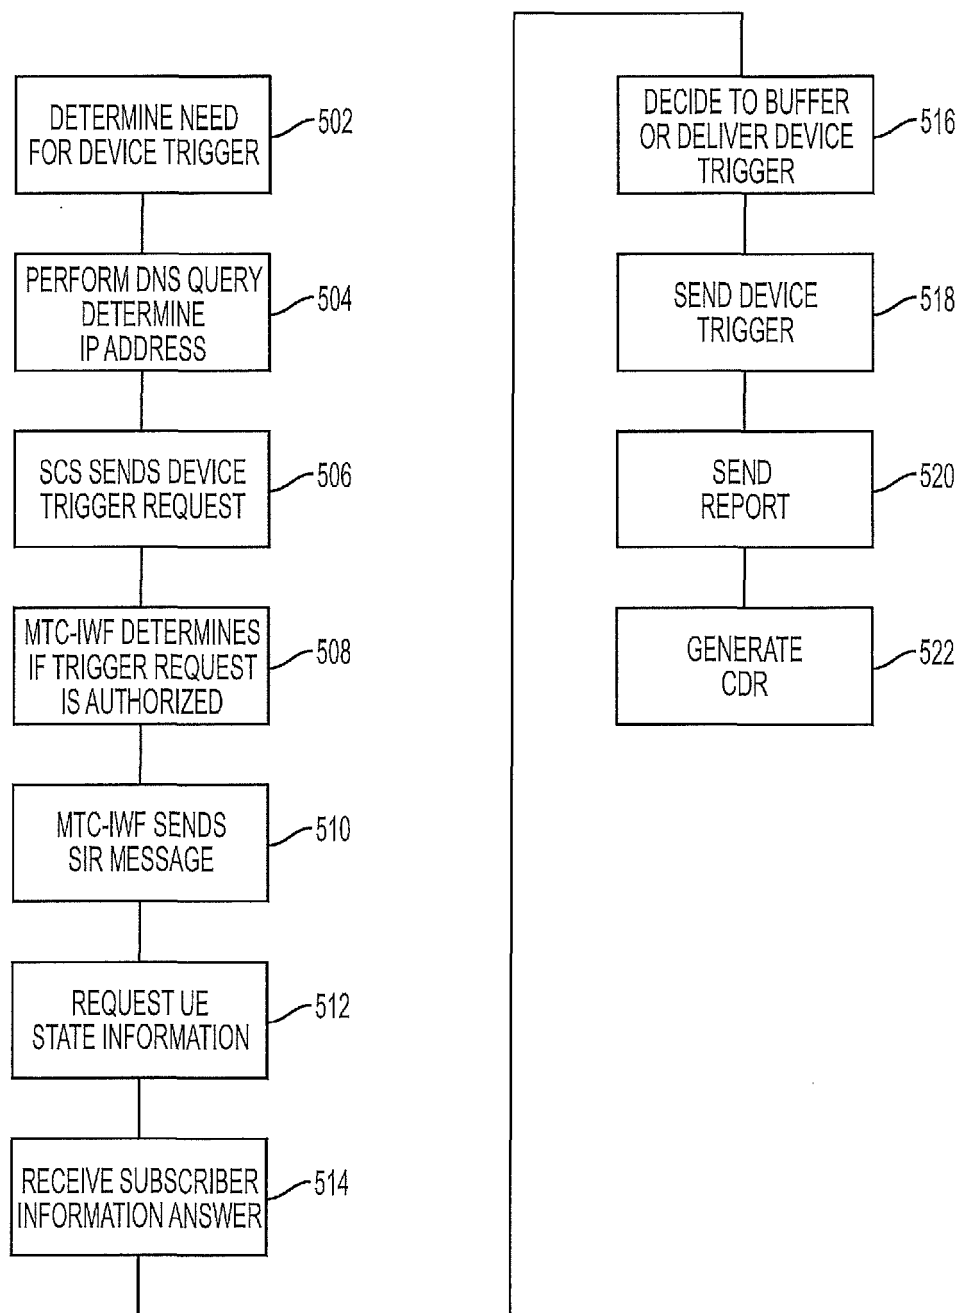 DETERMINE NEED
FOR DEVICE TRIGGER
502
PERFORM DNS QUERY
DETERMINE
IP ADDRESS
504
SCS SENDS DEVICE
TRIGGER REQUEST
506
MTC-IWF DETERMINES
IF TRIGGER REQUEST
IS AUTHORIZED
508
MTC-IWF SENDS
SIR MESSAGE
510
REQUEST UE
STATE INFORMATION
512
RECEIVE SUBSCRIBER
INFORMATION ANSWER
514
DECIDE TO BUFFER
OR DELIVER DEVICE
TRIGGER
516
SEND DEVICE
TRIGGER
518
SEND
REPORT
520
GENERATE
CDR
522